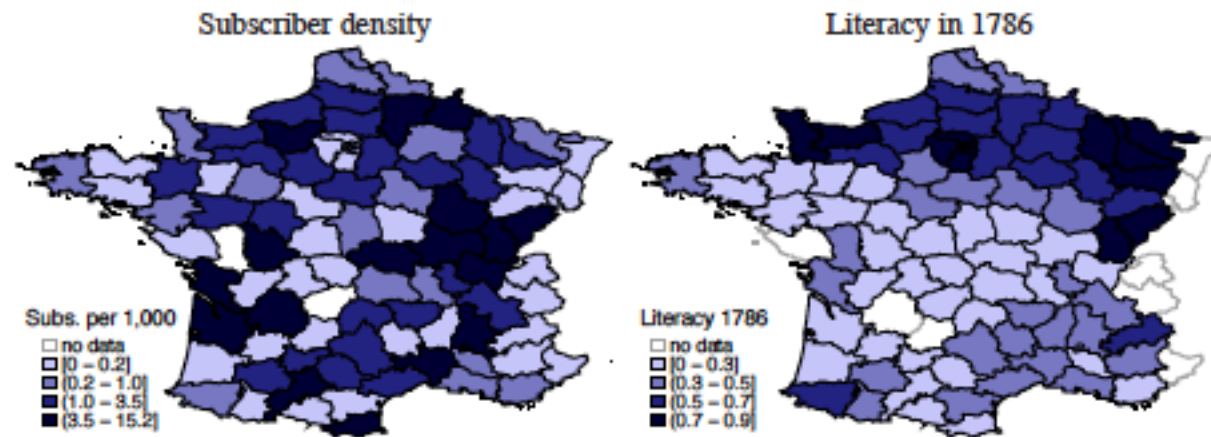 Subscriber density
Literacy in 1786
Subs. per 1,000
no data
[0 – 0.2]
(0.2 – 1.0]
(1.0 – 3.5]
(3.5 – 15.2]
Literacy 1786
no data
[0 – 0.3]
(0.3 – 0.5]
(0.5 – 0.7]
(0.7 – 0.9]